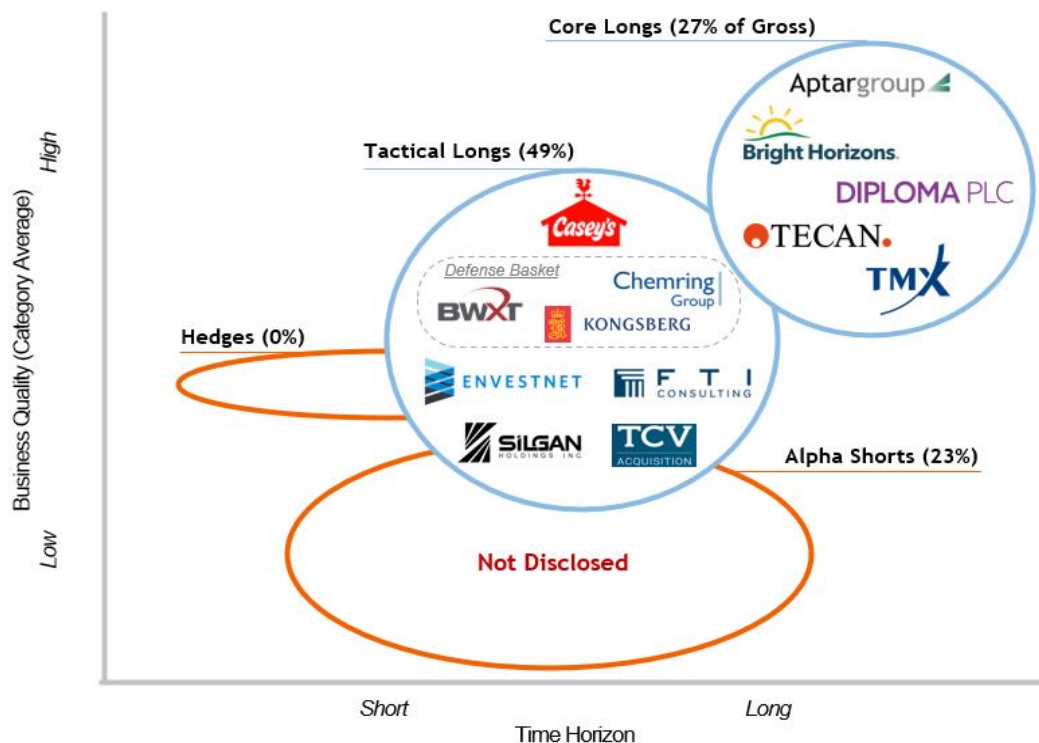 Core Longs (27% of Gross)
Aptargroup
Bright Horizons.
DIPLOMA PLC
TECAN.
TMX
Tactical Longs (49%)
Casey's
Defense Basket
BWXT
Chemring
Group
KONGSBERG
ENVESTNET
F T I
CONSULTING
SiLGAN
HOLDINGS INC
TCV
ACQUISITION
Hedges (0%)
Alpha Shorts (23%)
Not Disclosed
High
Business Quality (Category Average)
Low
Short
Long
Time Horizon